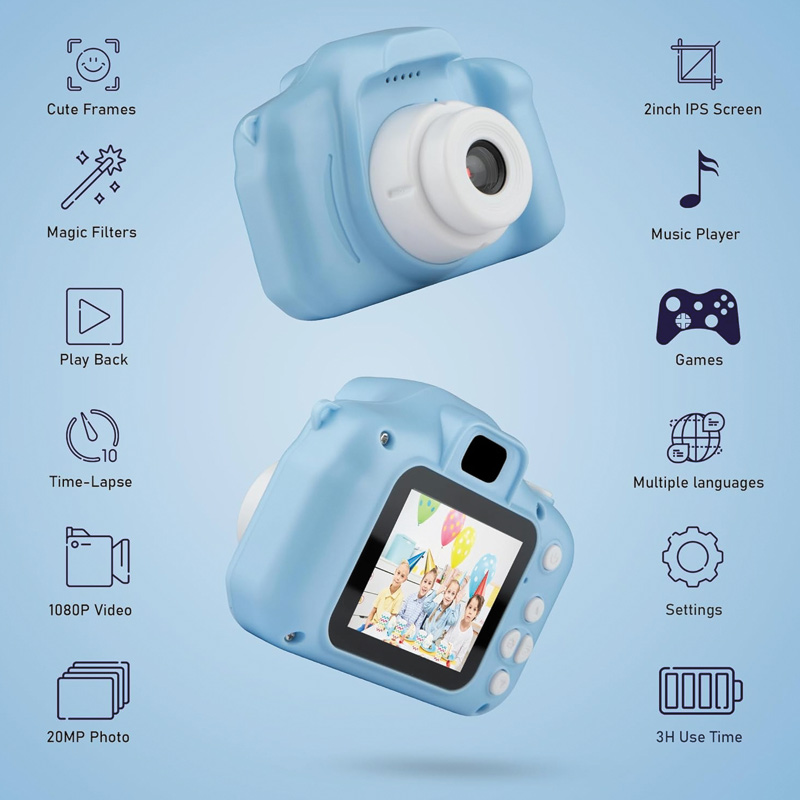 Cute Frames
Magic Filters
Play Back
10
Time-Lapse
1080P Video
20MP Photo
2inch IPS Screen
Music Player
Games
Multiple languages
Settings
3H Use Time